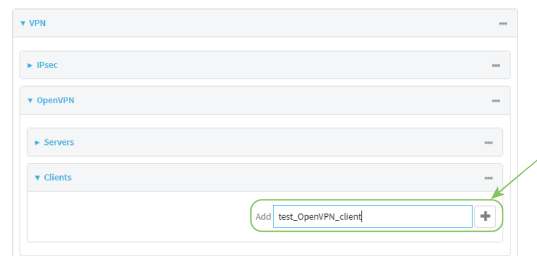 VPN
IPsec
OpenVPN
Servers
Clients
Add test_OpenVPN_client